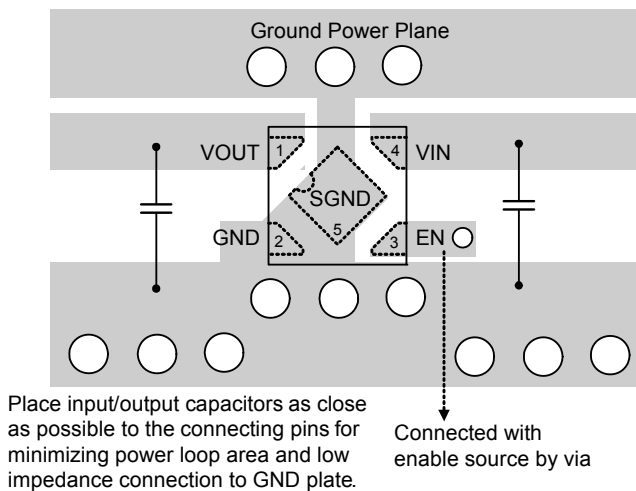 Ground Power Plane
VOUT 1 4 VIN
SGND
GND 2 5 3 EN
Place input/output capacitors as close
as possible to the connecting pins for
minimizing power loop area and low
impedance connection to GND plate.
Connected with
enable source by via